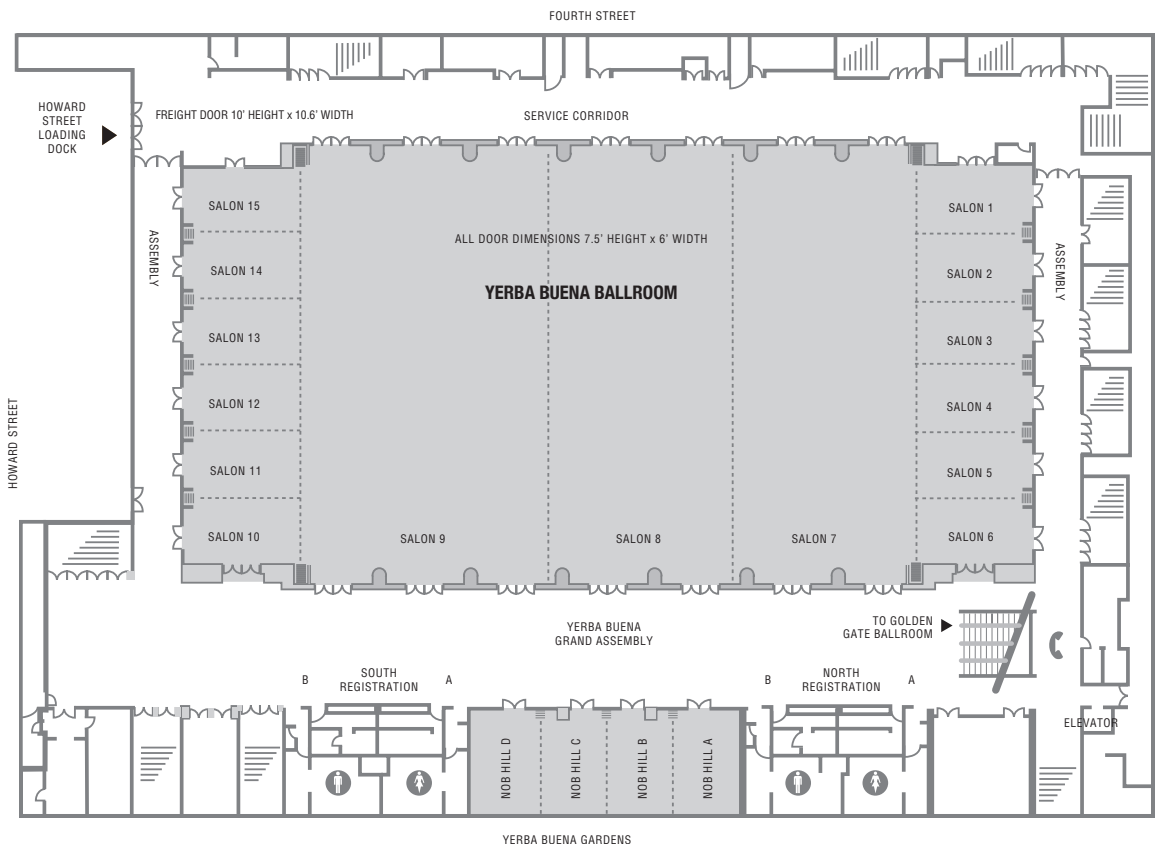 FOURTH STREET
HOWARD
STREET
LOADING
DOCK
FREIGHT DOOR 10' HEIGHT x 10.6' WIDTH
SERVICE CORRIDOR
SALON 15
SALON 1
ASSEMBLY
ALL DOOR DIMENSIONS 7.5' HEIGHT x 6' WIDTH
ASSEMBLY
SALON 14
SALON 2
YERBA BUENA BALLROOM
SALON 13
SALON 3
SALON 12
SALON 4
HOWARD STREET
SALON 11
SALON 5
SALON 10
SALON 9
SALON 8
SALON 7
SALON 6
YERBA BUENA
GRAND ASSEMBLY
TO GOLDEN
GATE BALLROOM
B
SOUTH
REGISTRATION
A
B
NORTH
REGISTRATION
A
ELEVATOR
NOB HILL D
NOB HILL C
NOB HILL B
NOB HILL A
YERBA BUENA GARDENS